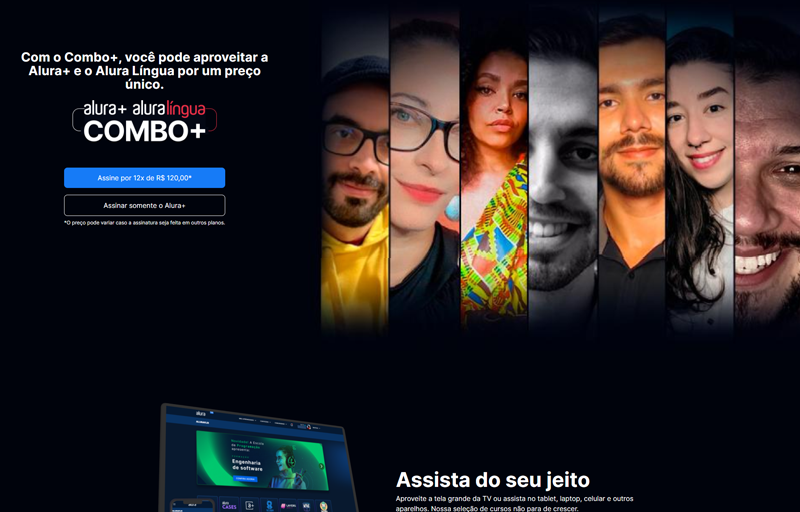 Com o Combo+, você pode aproveitar a
Alura+ e o Alura Língua por um preço
único.
alura+ aluralíngua
COMBO+
Assine por 12x de R$ 120,00*
Assinar somente o Alura+
*O preço pode variar caso a assinatura seja feita em outros planos.
alura
Engenharia
de software
CASES
Assista do seu jeito
Aproveite a tela grande da TV ou assista no tablet, laptop, celular e outros
aparelhos. Nossa seleção de cursos não para de crescer.